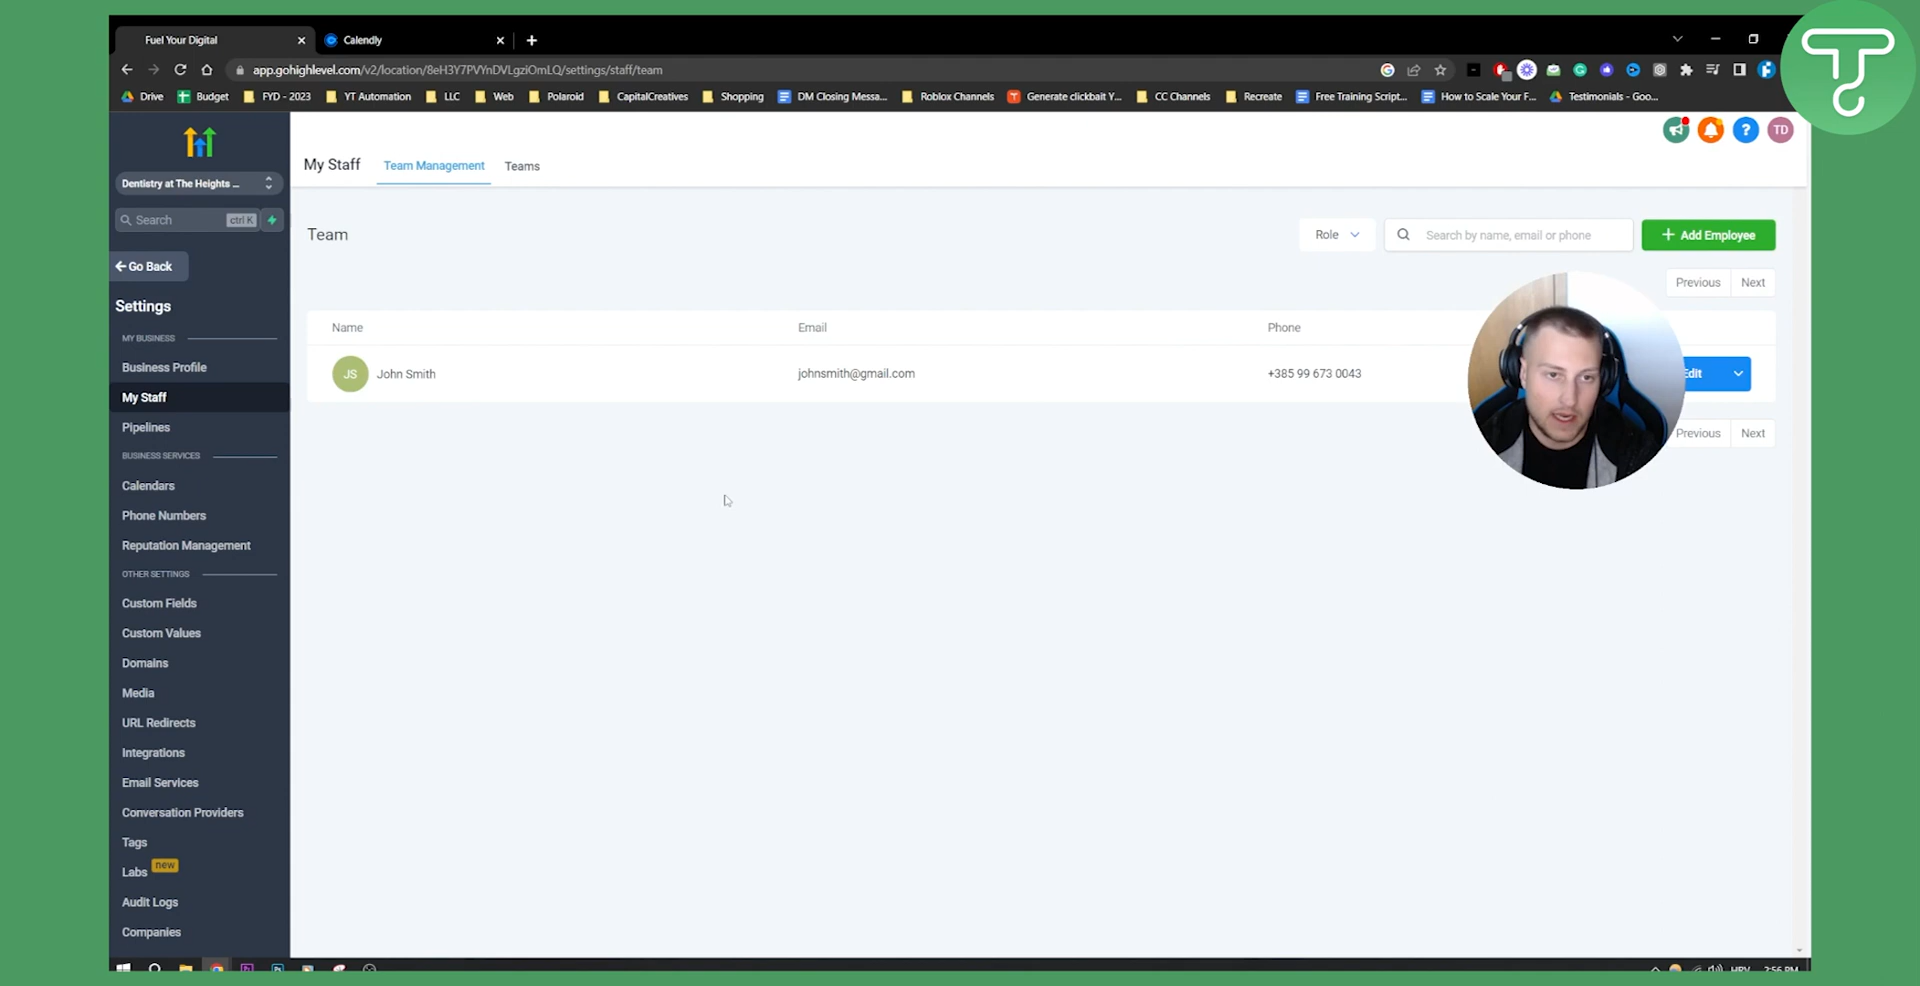 Fuel Your Digital
Calendly
app.gohighlevel.com/v2/location/8eH3Y7PVYnDVLgziOmLQ/settings/staff/team
Drive Budget FYD - 2023 YT Automation LLC Web Polaroid CapitalCreatives Shopping DM Closing Messa... Roblox Channels Generate clickbait Y... CC Channels Recreate Free Training Script... How to Scale Your F... Testimonials - Goo...
TD
My Staff Team Management Teams
Dentistry at The Heights ...
Search ctrl K
Team
Role
Search by name, email or phone
+ Add Employee
Go Back
Previous Next
Settings
Name Email Phone
MY BUSINESS
Business Profile
JS John Smith johnsmith@gmail.com +385 99 673 0043 Edit
My Staff
Pipelines
Previous Next
BUSINESS SERVICES
Calendars
Phone Numbers
Reputation Management
OTHER SETTINGS
Custom Fields
Custom Values
Domains
Media
URL Redirects
Integrations
Email Services
Conversation Providers
Tags
Labs new
Audit Logs
Companies
HRV 2:56 PM